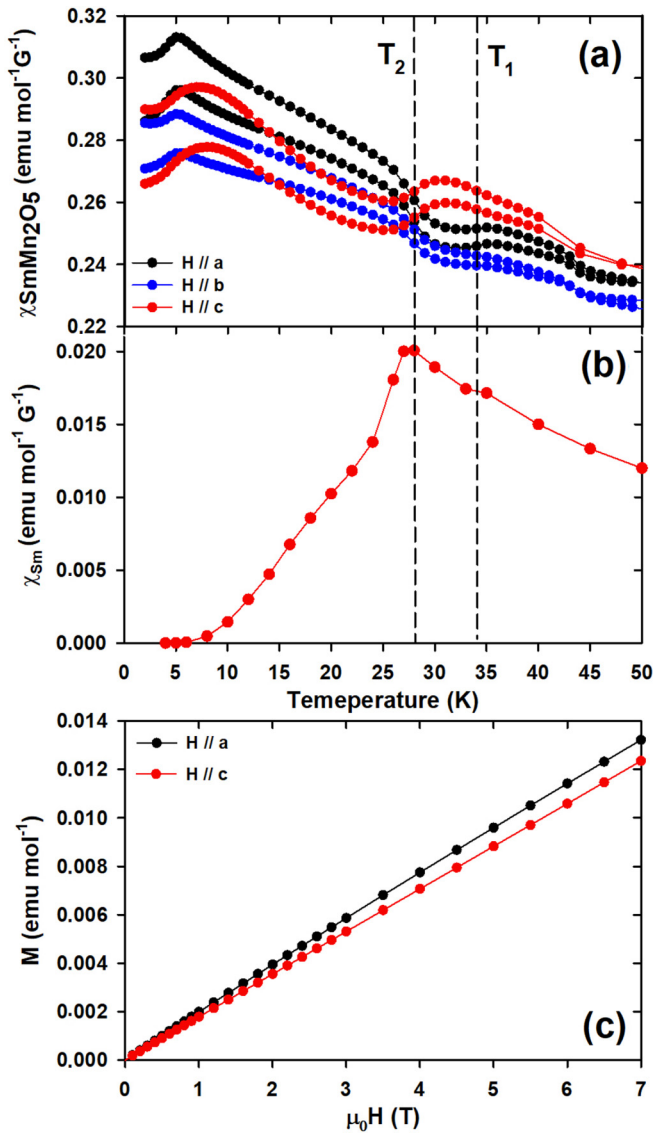 (a)
T2 T1
χSmMn2O5 (emu mol-1G-1)
0.32
0.30
0.28
0.26
0.24
0.22
H // a
H // b
H // c
(b)
χSm (emu mol-1 G-1)
0.020
0.015
0.010
0.005
0.000
0 5 10 15 20 25 30 35 40 45 50
Temeperature (K)
M (emu mol-1)
0.014
0.012
0.010
0.008
0.006
0.004
0.002
0.000
H // a
H // c
(c)
0 1 2 3 4 5 6 7
μ0H (T)